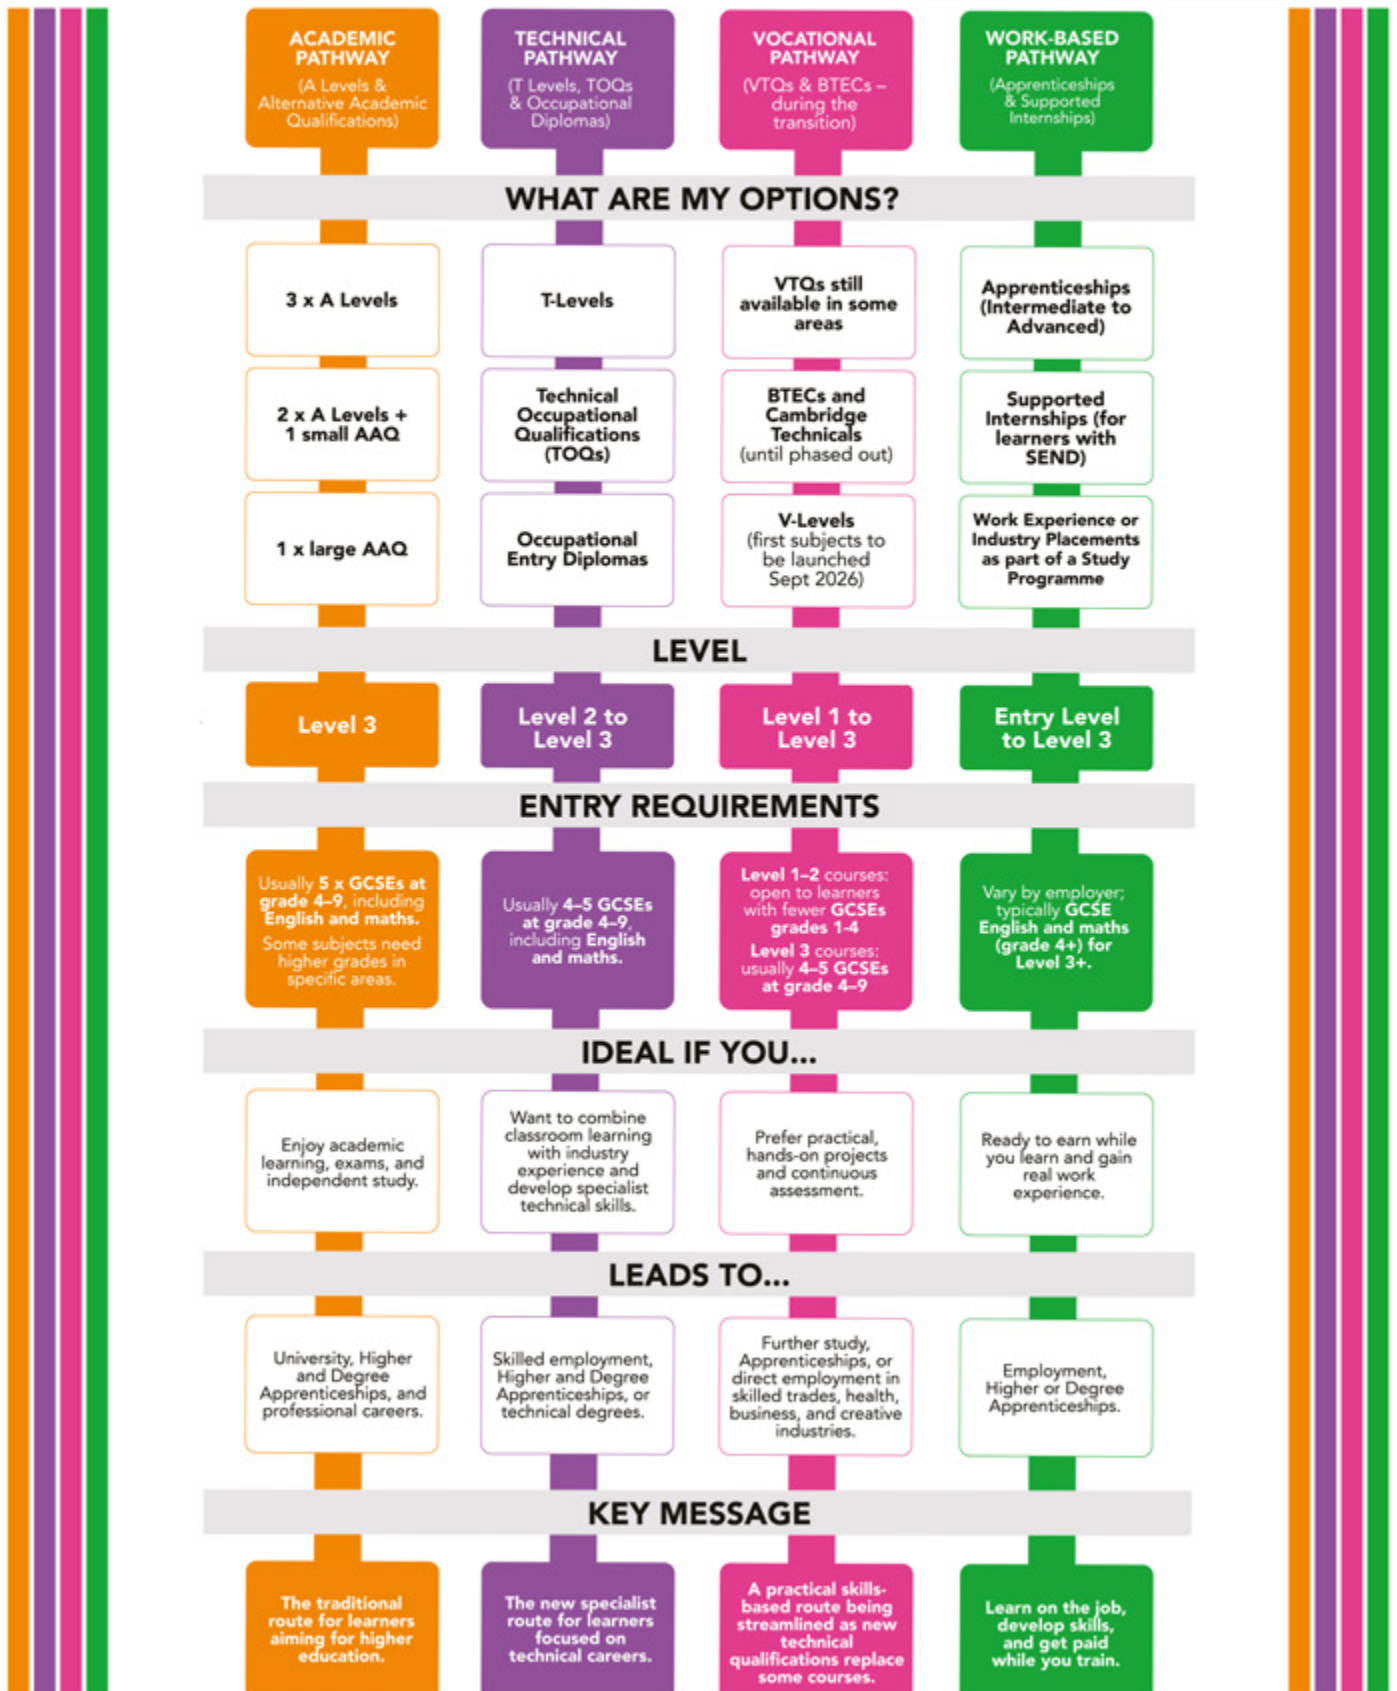 ACADEMIC
PATHWAY
(A Levels &
Alternative Academic
Qualifications)
TECHNICAL
PATHWAY
(T Levels, TOQs
& Occupational
Diplomas)
VOCATIONAL
PATHWAY
(VTQs & BTECs –
during the
transition)
WORK-BASED
PATHWAY
(Apprenticeships
& Supported
Internships)
WHAT ARE MY OPTIONS?
3 x A Levels
T-Levels
VTQs still
available in some
areas
Apprenticeships
(Intermediate to
Advanced)
2 x A Levels +
1 small AAQ
Technical
Occupational
Qualifications
(TOQs)
BTECs and
Cambridge
Technicals
(until phased out)
Supported
Internships (for
learners with
SEND)
1 x large AAQ
Occupational
Entry Diplomas
V-Levels
(first subjects to
be launched
Sept 2026)
Work Experience or
Industry Placements
as part of a Study
Programme
LEVEL
Level 3
Level 2 to
Level 3
Level 1 to
Level 3
Entry Level
to Level 3
ENTRY REQUIREMENTS
Usually 5 x GCSEs at
grade 4–9, including
English and maths.
Some subjects need
higher grades in
specific areas.
Usually 4–5 GCSEs
at grade 4–9,
including English
and maths.
Level 1–2 courses:
open to learners
with fewer GCSEs
grades 1-4
Level 3 courses:
usually 4–5 GCSEs
at grade 4–9
Vary by employer;
typically GCSE
English and maths
(grade 4+) for
Level 3+.
IDEAL IF YOU...
Enjoy academic
learning, exams, and
independent study.
Want to combine
classroom learning
with industry
experience and
develop specialist
technical skills.
Prefer practical,
hands-on projects
and continuous
assessment.
Ready to earn while
you learn and gain
real work
experience.
LEADS TO...
University, Higher
and Degree
Apprenticeships, and
professional careers.
Skilled employment,
Higher and Degree
Apprenticeships, or
technical degrees.
Further study,
Apprenticeships, or
direct employment in
skilled trades, health,
business, and creative
industries.
Employment,
Higher or Degree
Apprenticeships.
KEY MESSAGE
The traditional
route for learners
aiming for higher
education.
The new specialist
route for learners
focused on
technical careers.
A practical skills-
based route being
streamlined as new
technical
qualifications replace
some courses.
Learn on the job,
develop skills,
and get paid
while you train.